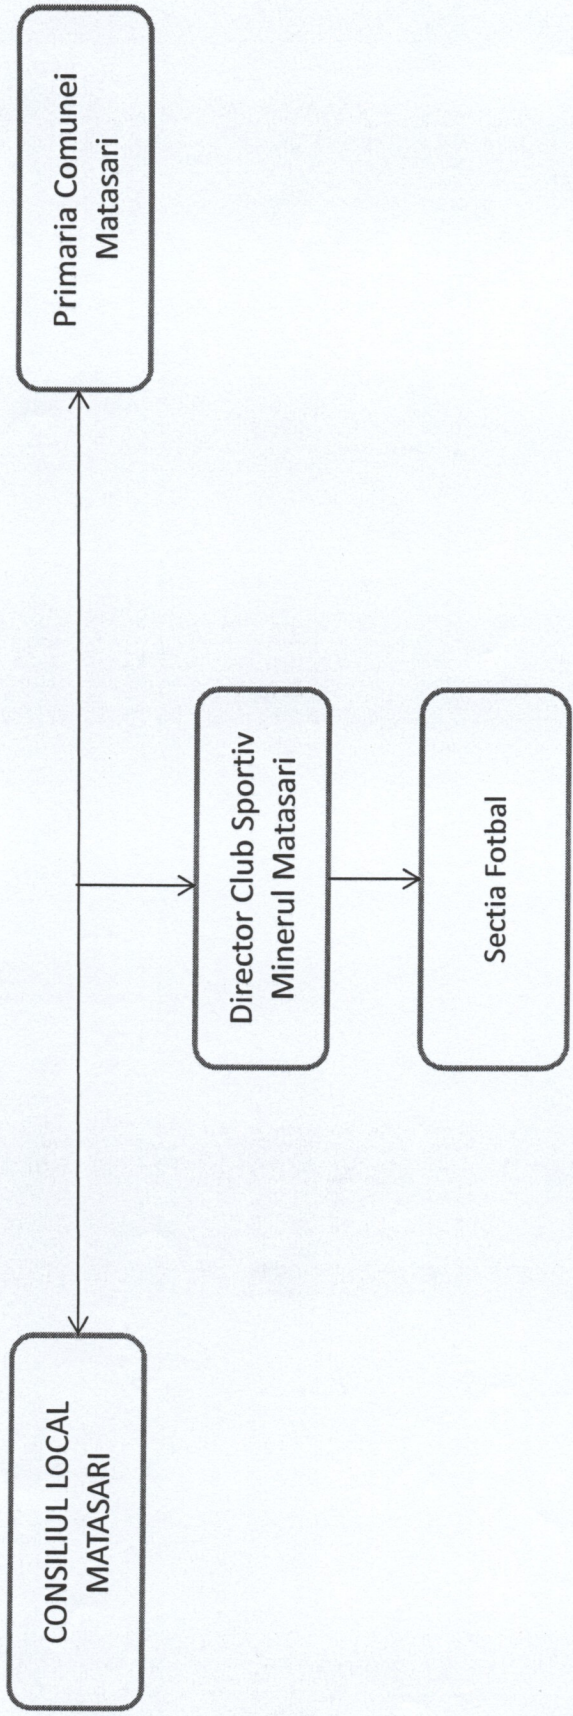 CONSILIUL LOCAL
MATASARI
Primaria Comunei
Matasari
Director Club Sportiv
Minerul Matasari
Sectia Fotbal